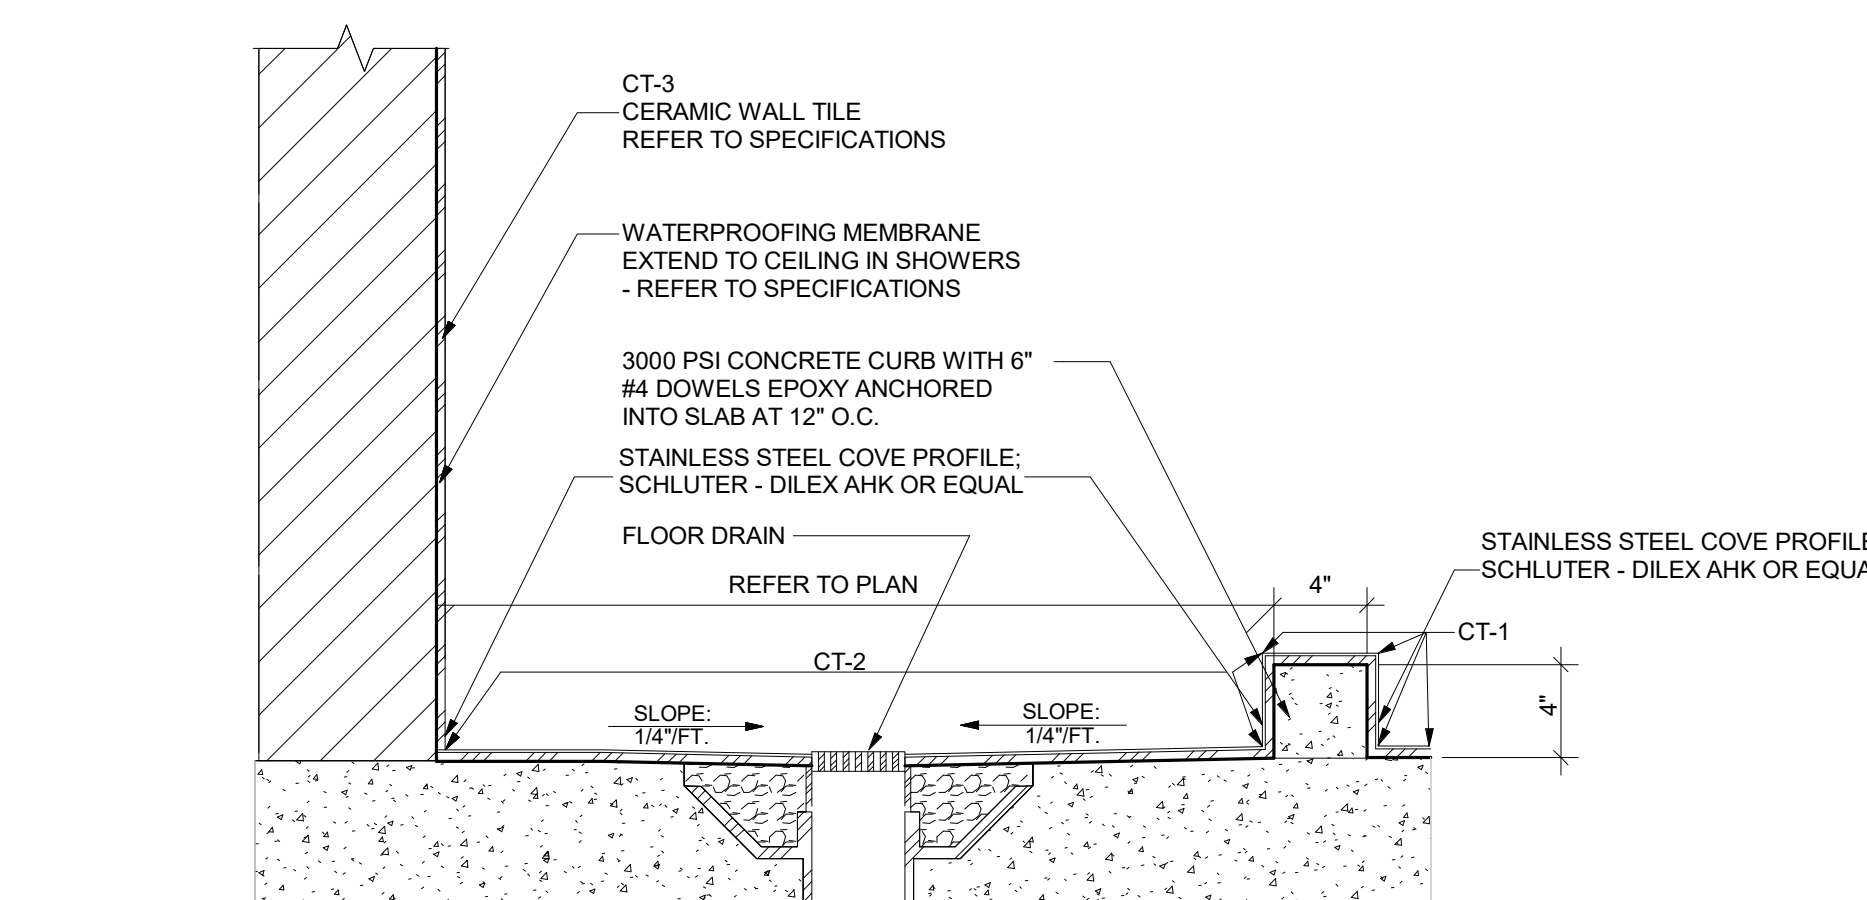 CT-3
CERAMIC WALL TILE
REFER TO SPECIFICATIONS
WATERPROOFING MEMBRANE
EXTEND TO CEILING IN SHOWERS
- REFER TO SPECIFICATIONS
3000 PSI CONCRETE CURB WITH 6"
#4 DOWELS EPOXY ANCHORED
INTO SLAB AT 12" O.C.
STAINLESS STEEL COVE PROFILE;
SCHLUTER - DILEX AHK OR EQUAL
FLOOR DRAIN
STAINLESS STEEL COVE PROFILE
SCHLUTER - DILEX AHK OR EQUA
REFER TO PLAN
4"
CT-1
CT-2
4"
SLOPE:
1/4"/FT.
SLOPE:
1/4"/FT.